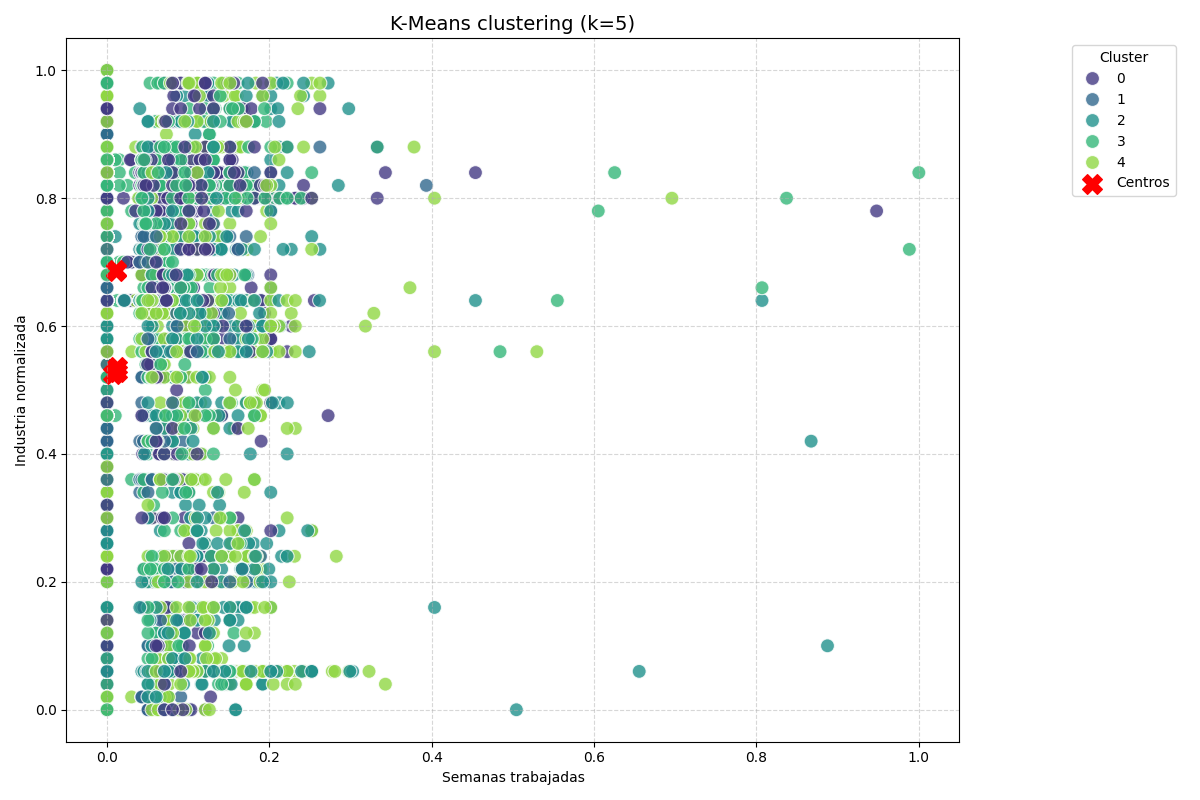 K-Means clustering (k=5)
Cluster
0
1
2
3
4
Centros
1.0
0.8
0.6
0.4
0.2
0.0
Industria normalizada
0.0 0.2 0.4 0.6 0.8 1.0
Semanas trabajadas